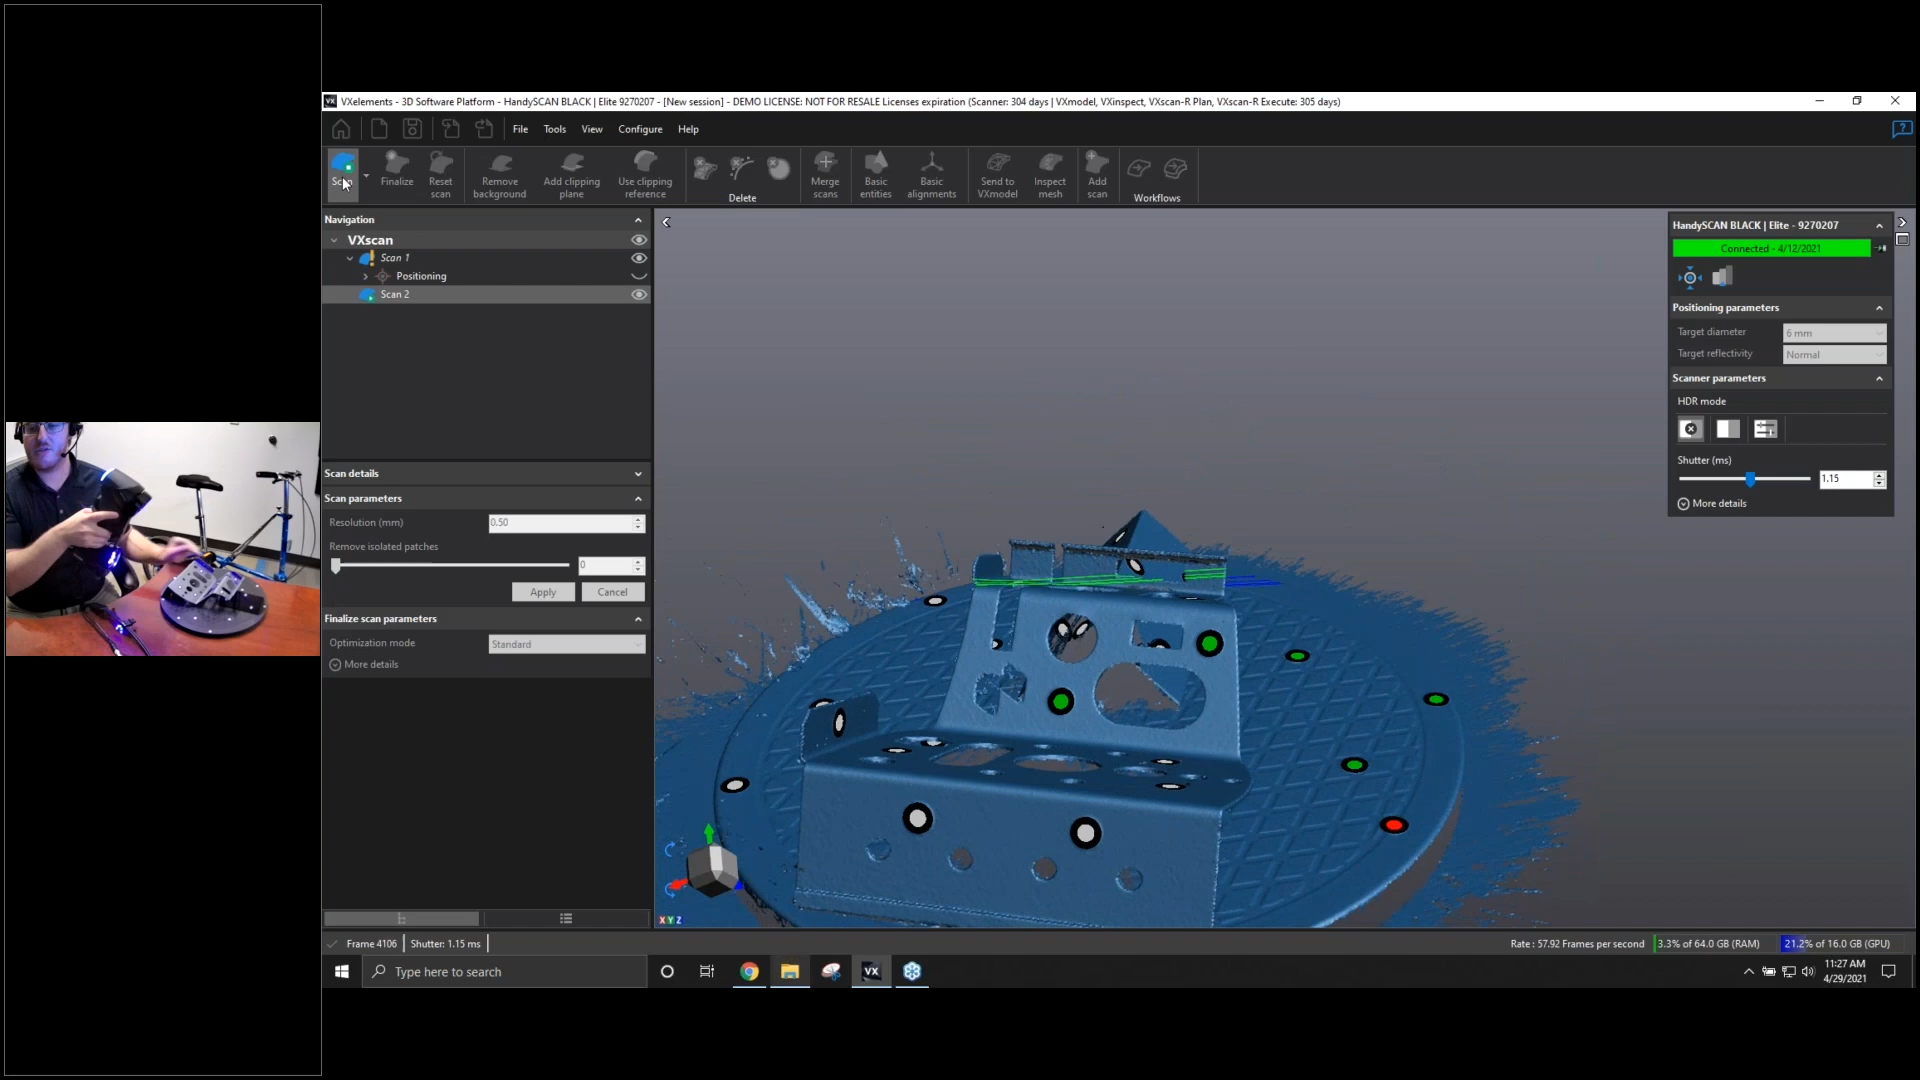 VX VXelements - 3D Software Platform - HandySCAN BLACK | Elite 9270207 - [New session] - DEMO LICENSE: NOT FOR RESALE Licenses expiration (Scanner: 304 days | VXmodel, VXinspect, VXscan-R Plan, VXscan-R Execute: 305 days)
File Tools View Configure Help
Scan Finalize Reset scan Remove background Add clipping plane Use clipping reference Delete Merge scans Basic entities Basic alignments Send to VXmodel Inspect mesh Add scan Workflows
Navigation
VXscan
Scan 1
Positioning
Scan 2
Scan details
Scan parameters
Resolution (mm) 0.50
Remove isolated patches
0
Apply Cancel
Finalize scan parameters
Optimization mode Standard
More details
HandySCAN BLACK | Elite - 9270207
Connected - 4/12/2021
Positioning parameters
Target diameter 6 mm
Target reflectivity Normal
Scanner parameters
HDR mode
Shutter (ms)
1.15
More details
X Y Z
Frame 4106 Shutter: 1.15 ms Rate : 57.92 Frames per second 3.3% of 64.0 GB (RAM) 21.2% of 16.0 GB (GPU)
Type here to search VX 11:27 AM
4/29/2021